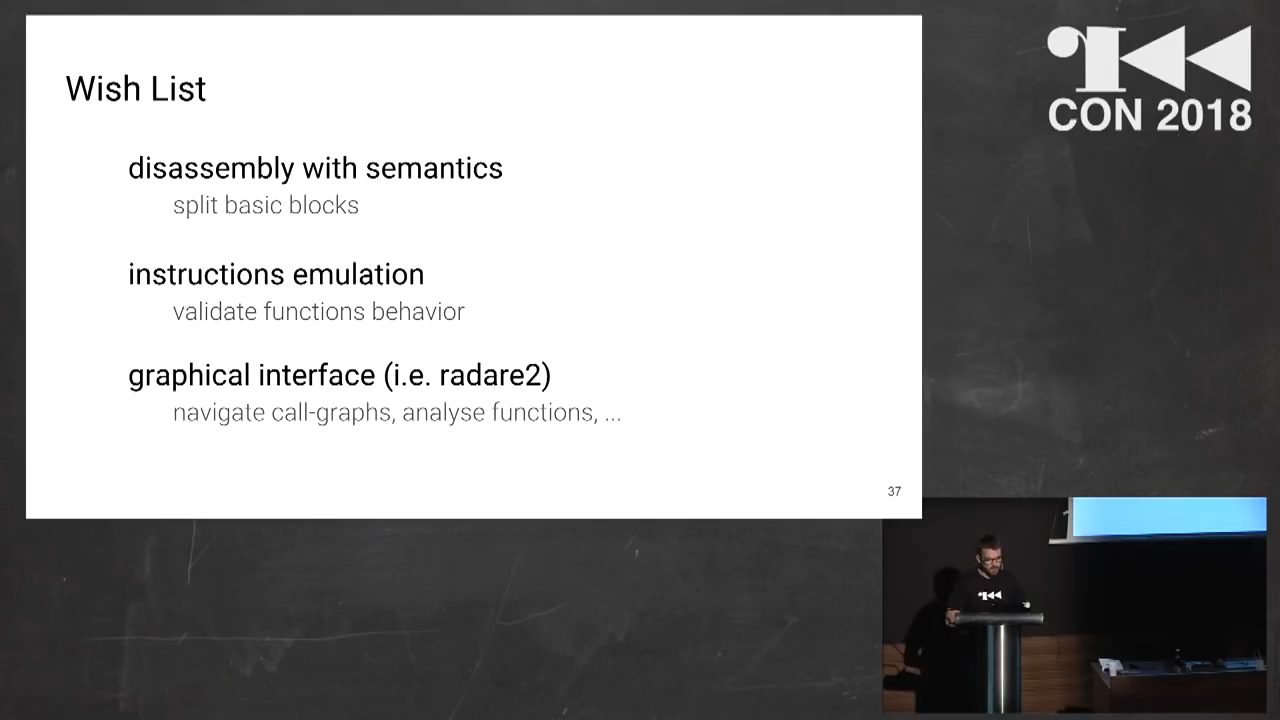 Wish List
disassembly with semantics
split basic blocks
instructions emulation
validate functions behavior
graphical interface (i.e. radare2)
navigate call-graphs, analyse functions, ...
37
CON 2018